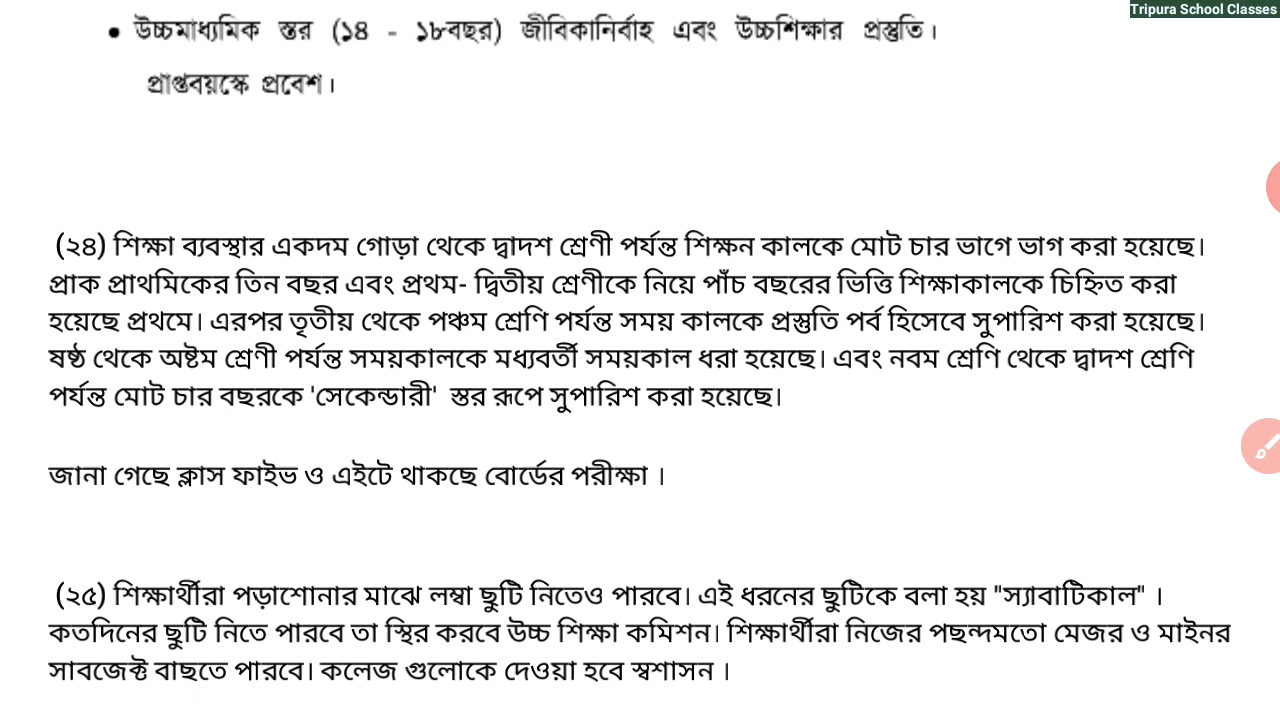 Tripura School Classes
• উচ্চমাধ্যমিক স্তর (১৪ - ১৮বছর) জীবিকানির্বাহ এবং উচ্চশিক্ষার প্রস্তুতি।
প্রাপ্তবয়স্কে প্রবেশ।
(২৪) শিক্ষা ব্যবস্থার একদম গোড়া থেকে দ্বাদশ শ্রেণী পর্যন্ত শিক্ষন কালকে মোট চার ভাগে ভাগ করা হয়েছে।
প্রাক প্রাথমিকের তিন বছর এবং প্রথম- দ্বিতীয় শ্রেণীকে নিয়ে পাঁচ বছরের ভিত্তি শিক্ষাকালকে চিহ্নিত করা
হয়েছে প্রথমে। এরপর তৃতীয় থেকে পঞ্চম শ্রেণি পর্যন্ত সময় কালকে প্রস্তুতি পর্ব হিসেবে সুপারিশ করা হয়েছে।
ষষ্ঠ থেকে অষ্টম শ্রেণী পর্যন্ত সময়কালকে মধ্যবর্তী সময়কাল ধরা হয়েছে। এবং নবম শ্রেণি থেকে দ্বাদশ শ্রেণি
পর্যন্ত মোট চার বছরকে 'সেকেন্ডারী' স্তর রূপে সুপারিশ করা হয়েছে।
জানা গেছে ক্লাস ফাইভ ও এইটে থাকছে বোর্ডের পরীক্ষা ।
(২৫) শিক্ষার্থীরা পড়াশোনার মাঝে লম্বা ছুটি নিতেও পারবে। এই ধরনের ছুটিকে বলা হয় "স্যাবাটিকাল" ।
কতদিনের ছুটি নিতে পারবে তা স্থির করবে উচ্চ শিক্ষা কমিশন। শিক্ষার্থীরা নিজের পছন্দমতো মেজর ও মাইনর
সাবজেক্ট বাছতে পারবে। কলেজ গুলোকে দেওয়া হবে স্বশাসন ।